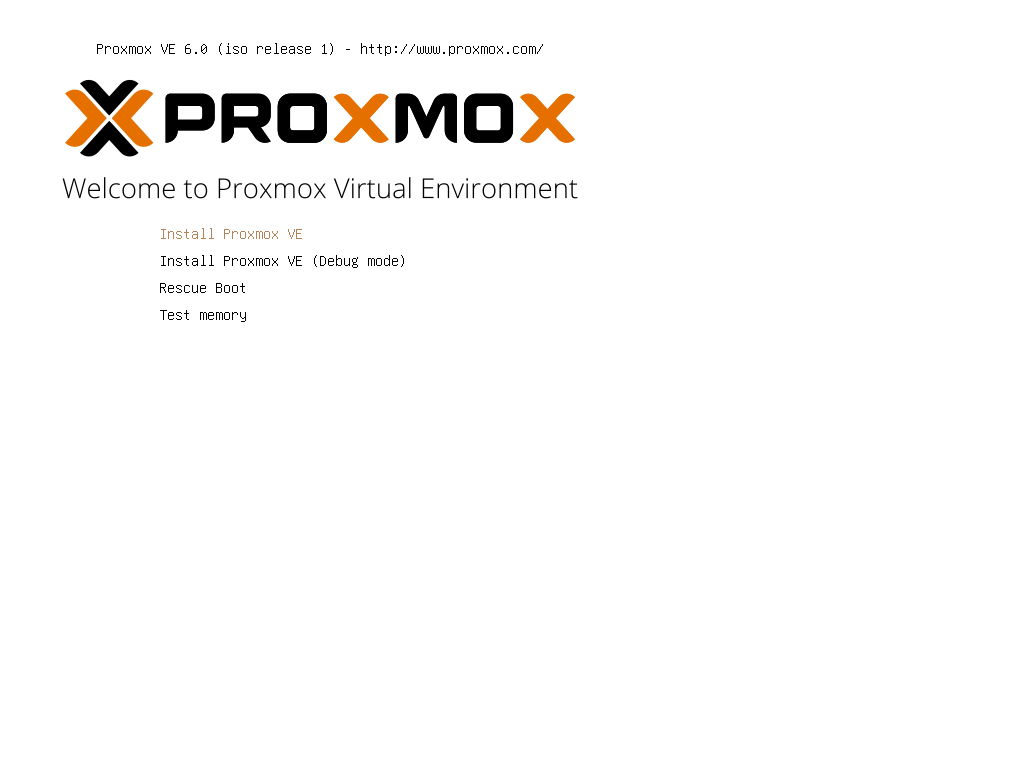 Proxmox VE 6.0 (iso release 1) - http://www.proxmox.com/
PROXMOX
Welcome to Proxmox Virtual Environment
Install Proxmox VE
Install Proxmox VE (Debug mode)
Rescue Boot
Test memory